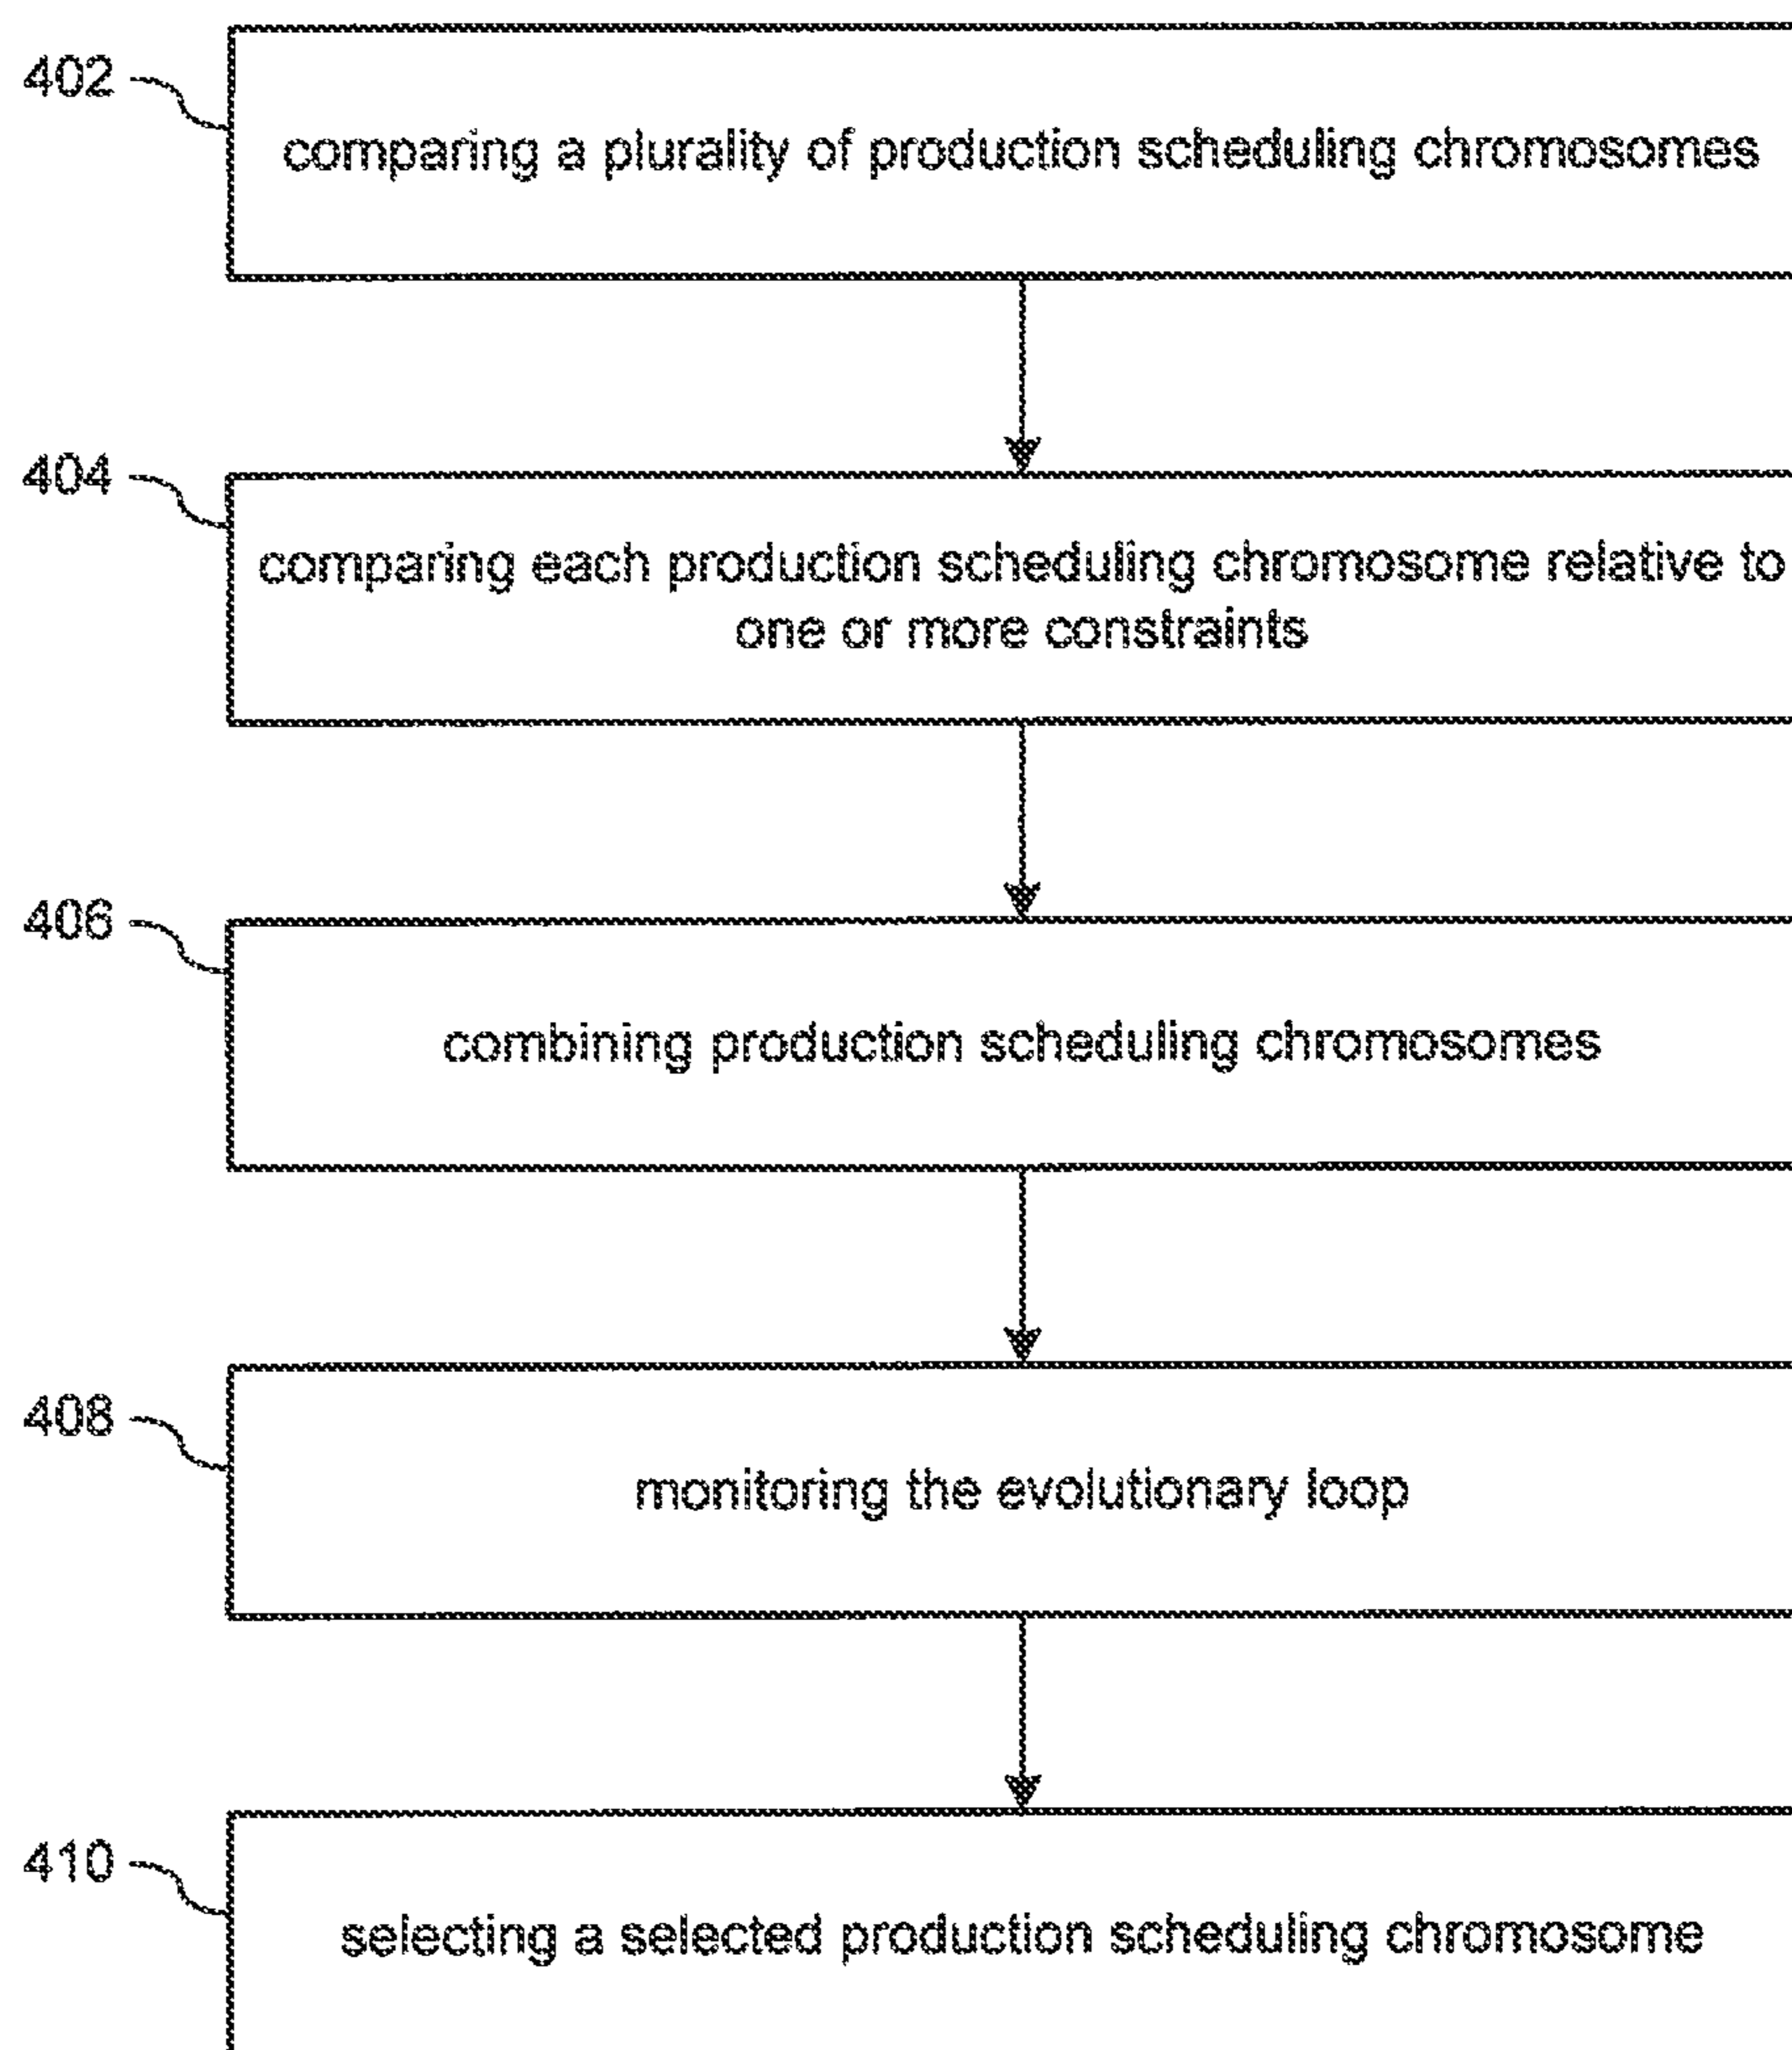 402
comparing a plurality of production scheduling chromosomes
404
comparing each production scheduling chromosome relative to
one or more constraints
406
combining production scheduling chromosomes
408
monitoring the evolutionary loop
410
selecting a selected production scheduling chromosome